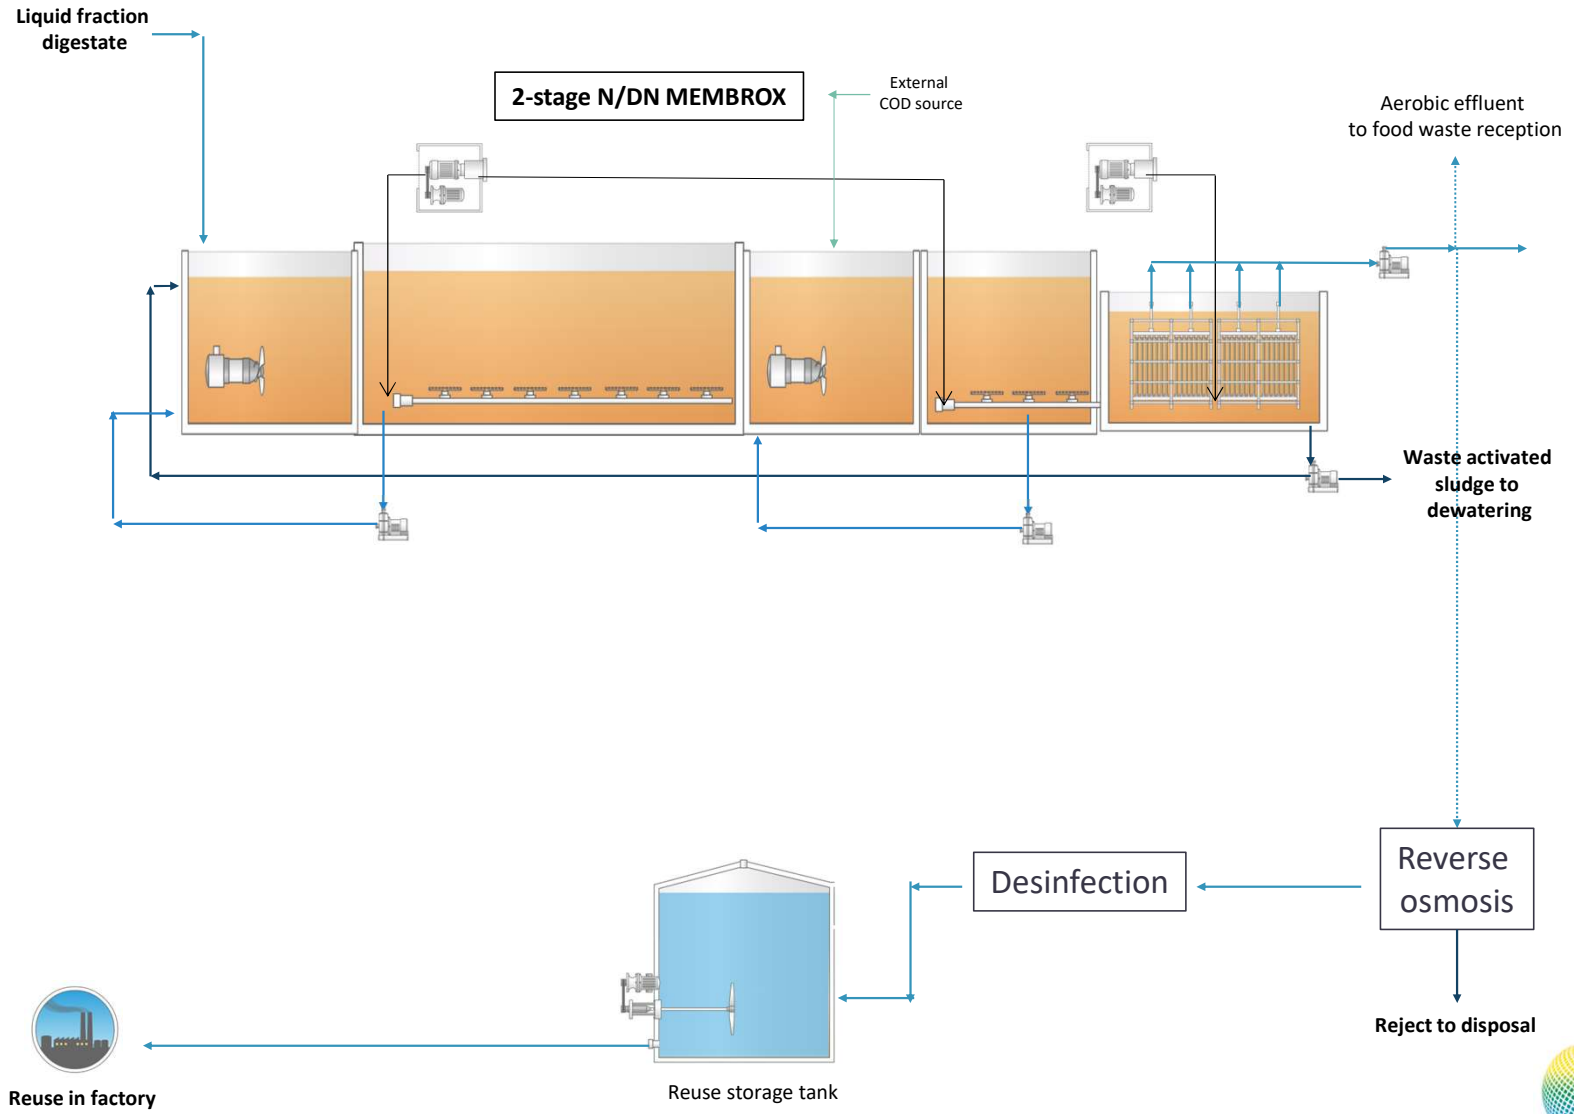 Liquid fraction
digestate
2-stage N/DN MEMBROX
External
COD source
Aerobic effluent
to food waste reception
Waste activated
sludge to
dewatering
Reverse
osmosis
Desinfection
Reject to disposal
Reuse storage tank
Reuse in factory